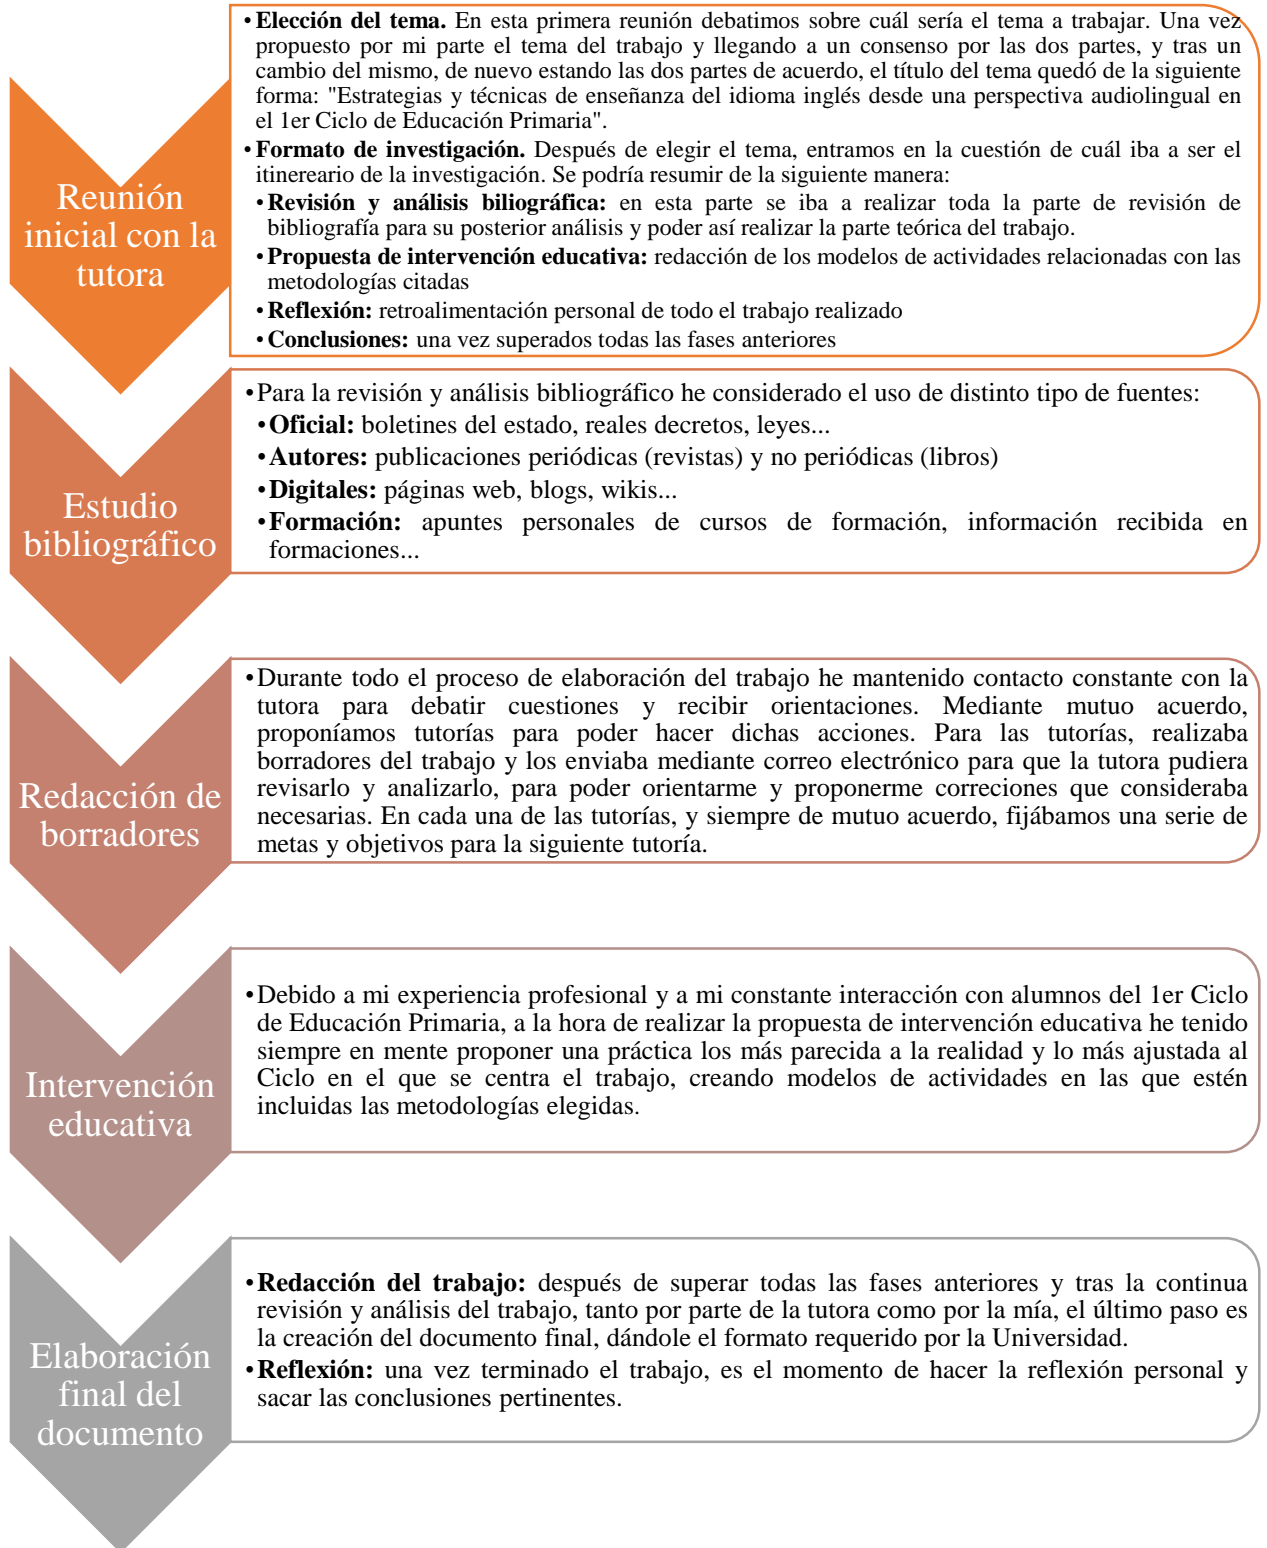 Reunión
inicial con la
tutora
• Elección del tema. En esta primera reunión debatimos sobre cuál sería el tema a trabajar. Una vez
propuesto por mi parte el tema del trabajo y llegando a un consenso por las dos partes, y tras un
cambio del mismo, de nuevo estando las dos partes de acuerdo, el título del tema quedó de la siguiente
forma: "Estrategias y técnicas de enseñanza del idioma inglés desde una perspectiva audiolingual en
el 1er Ciclo de Educación Primaria".
• Formato de investigación. Después de elegir el tema, entramos en la cuestión de cuál iba a ser el
itinereario de la investigación. Se podría resumir de la siguiente manera:
• Revisión y análisis biliográfica: en esta parte se iba a realizar toda la parte de revisión de
bibliografía para su posterior análisis y poder así realizar la parte teórica del trabajo.
• Propuesta de intervención educativa: redacción de los modelos de actividades relacionadas con las
metodologías citadas
• Reflexión: retroalimentación personal de todo el trabajo realizado
• Conclusiones: una vez superados todas las fases anteriores
Estudio
bibliográfico
• Para la revisión y análisis bibliográfico he considerado el uso de distinto tipo de fuentes:
• Oficial: boletines del estado, reales decretos, leyes...
• Autores: publicaciones periódicas (revistas) y no periódicas (libros)
• Digitales: páginas web, blogs, wikis...
• Formación: apuntes personales de cursos de formación, información recibida en
formaciones...
Redacción de
borradores
• Durante todo el proceso de elaboración del trabajo he mantenido contacto constante con la
tutora para debatir cuestiones y recibir orientaciones. Mediante mutuo acuerdo,
proponíamos tutorías para poder hacer dichas acciones. Para las tutorías, realizaba
borradores del trabajo y los enviaba mediante correo electrónico para que la tutora pudiera
revisarlo y analizarlo, para poder orientarme y proponerme correciones que consideraba
necesarias. En cada una de las tutorías, y siempre de mutuo acuerdo, fijábamos una serie de
metas y objetivos para la siguiente tutoría.
Intervención
educativa
• Debido a mi experiencia profesional y a mi constante interacción con alumnos del 1er Ciclo
de Educación Primaria, a la hora de realizar la propuesta de intervención educativa he tenido
siempre en mente proponer una práctica los más parecida a la realidad y lo más ajustada al
Ciclo en el que se centra el trabajo, creando modelos de actividades en las que estén
incluidas las metodologías elegidas.
Elaboración
final del
documento
• Redacción del trabajo: después de superar todas las fases anteriores y tras la continua
revisión y análisis del trabajo, tanto por parte de la tutora como por la mía, el último paso es
la creación del documento final, dándole el formato requerido por la Universidad.
• Reflexión: una vez terminado el trabajo, es el momento de hacer la reflexión personal y
sacar las conclusiones pertinentes.